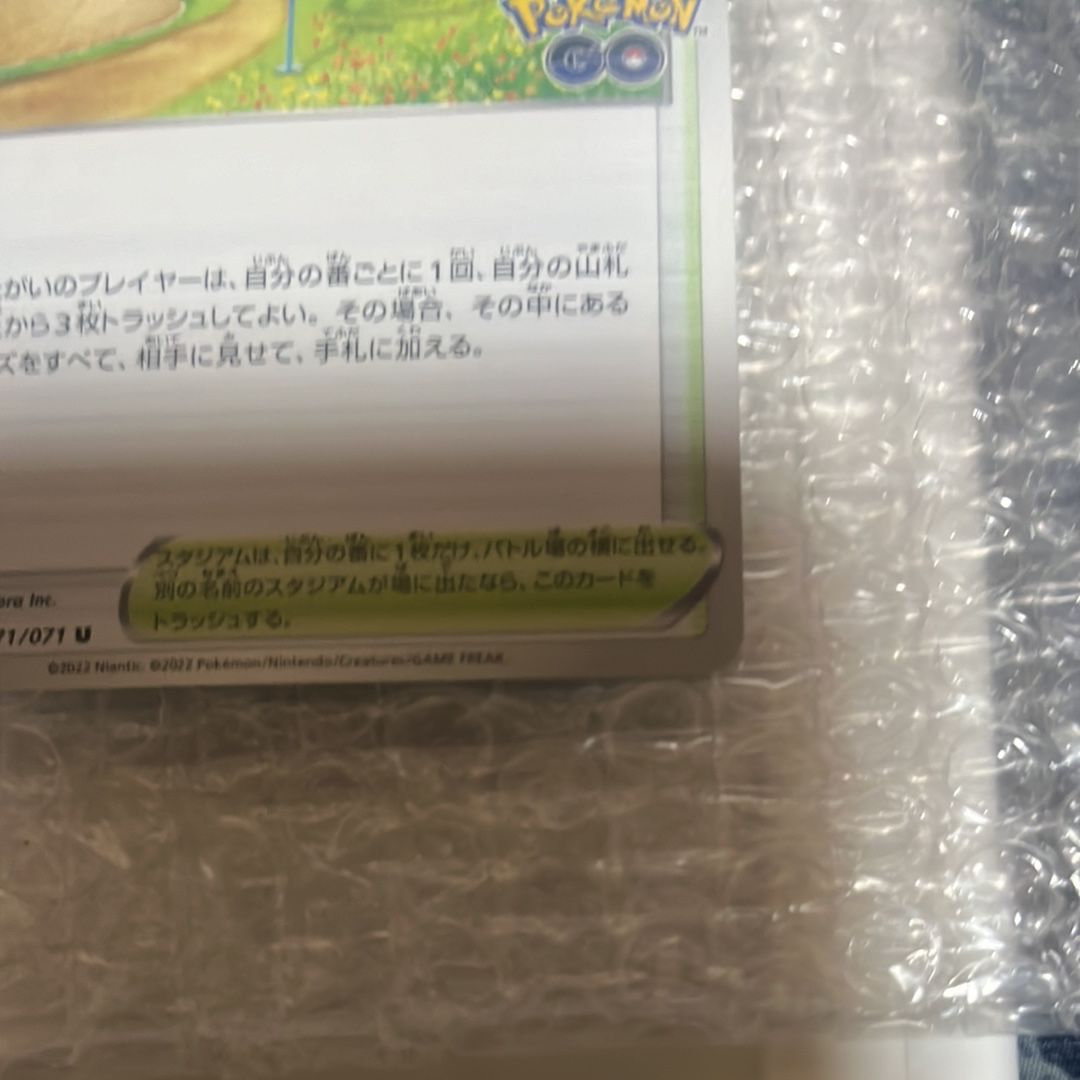 POKÉMON
GO
がいのプレイヤーは、自分の番ごとに1回、自分の山札
から3枚トラッシュしてよい。その場合、その中にある
ズをすべて、相手に見せて、手札に加える。
スタジアムは、自分の番に1枚だけ、バトル場の横に出せる。
別の名前のスタジアムが場に出たなら、このカードを
トラッシュする。
ora Inc.
71/071 U
©2022 Niantic. ©2022 Pokémon/Nintendo/Creatures/GAME FREAK.